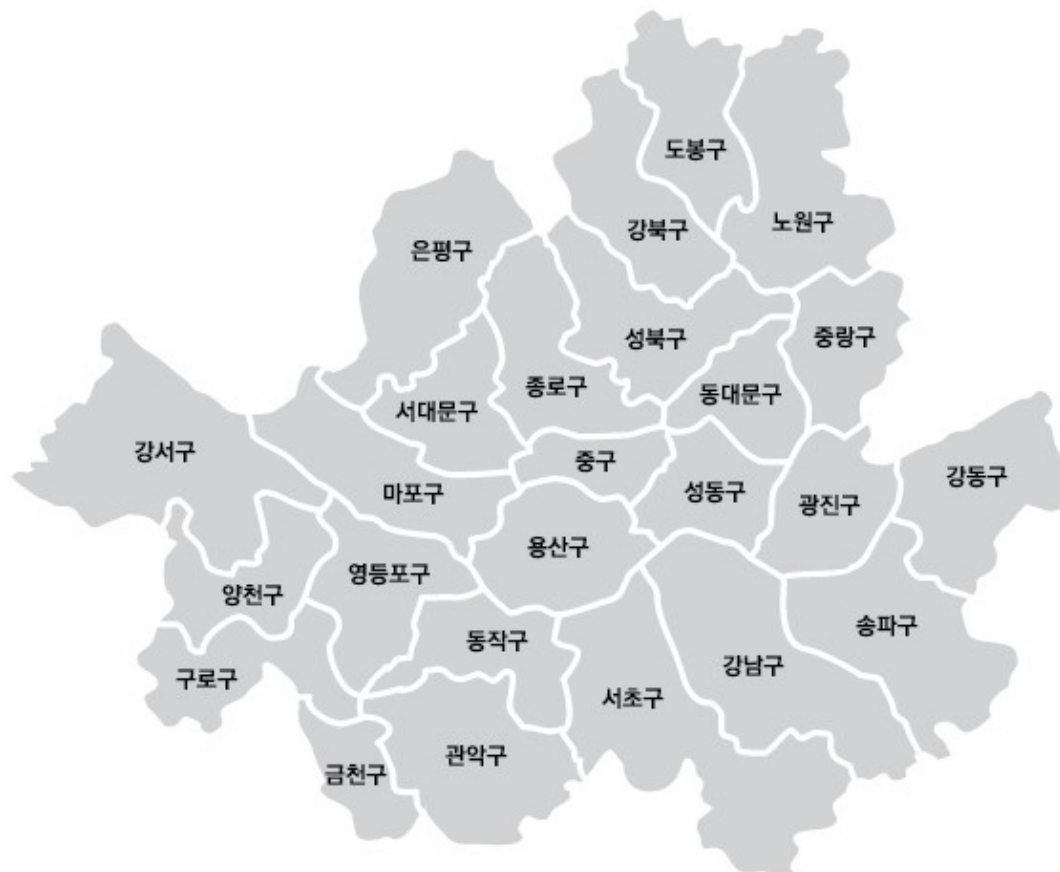 도봉구
노원구
강북구
은평구
성북구
중랑구
종로구
동대문구
서대문구
강서구
중구
강동구
마포구
성동구
광진구
용산구
영등포구
양천구
송파구
동작구
강남구
구로구
서초구
관악구
금천구